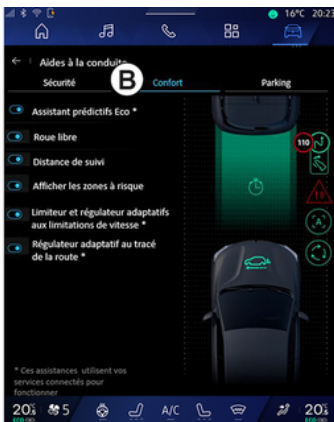 16°C 20:23
← Aides à la conduite
Sécurité
B
Confort
Parking
Assistant prédictifs Eco *
Roue libre
Distance de suivi
Afficher les zones à risque
Limiteur et régulateur adaptatifs
aux limitations de vitesse *
Régulateur adaptatif au tracé
de la route *
110
A
* Ces assistances utilisent vos
services connectés pour
fonctionner
20
5
A/C
20